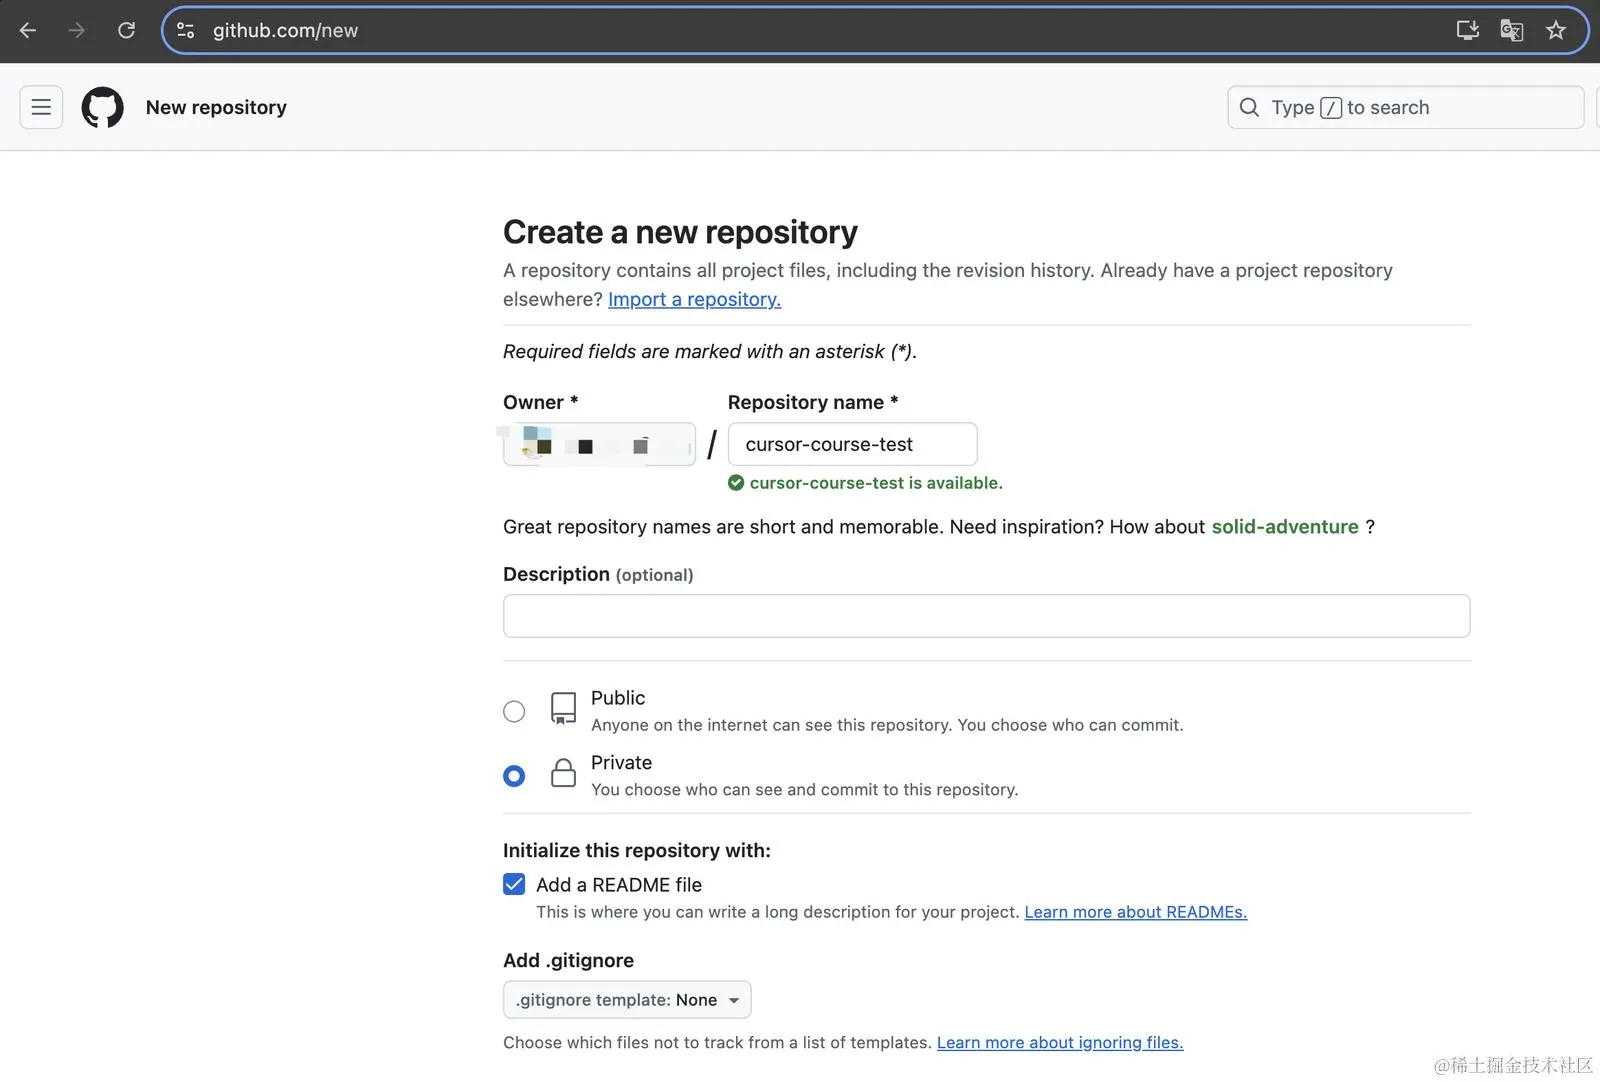 github.com/new
New repository
Type / to search
Create a new repository
A repository contains all project files, including the revision history. Already have a project repository
elsewhere? Import a repository.
Required fields are marked with an asterisk (*).
Owner *
Repository name *
/
cursor-course-test
cursor-course-test is available.
Great repository names are short and memorable. Need inspiration? How about solid-adventure ?
Description (optional)
Public
Anyone on the internet can see this repository. You choose who can commit.
Private
You choose who can see and commit to this repository.
Initialize this repository with:
Add a README file
This is where you can write a long description for your project. Learn more about READMEs.
Add .gitignore
.gitignore template: None
Choose which files not to track from a list of templates. Learn more about ignoring files.
@稀土掘金技术社区